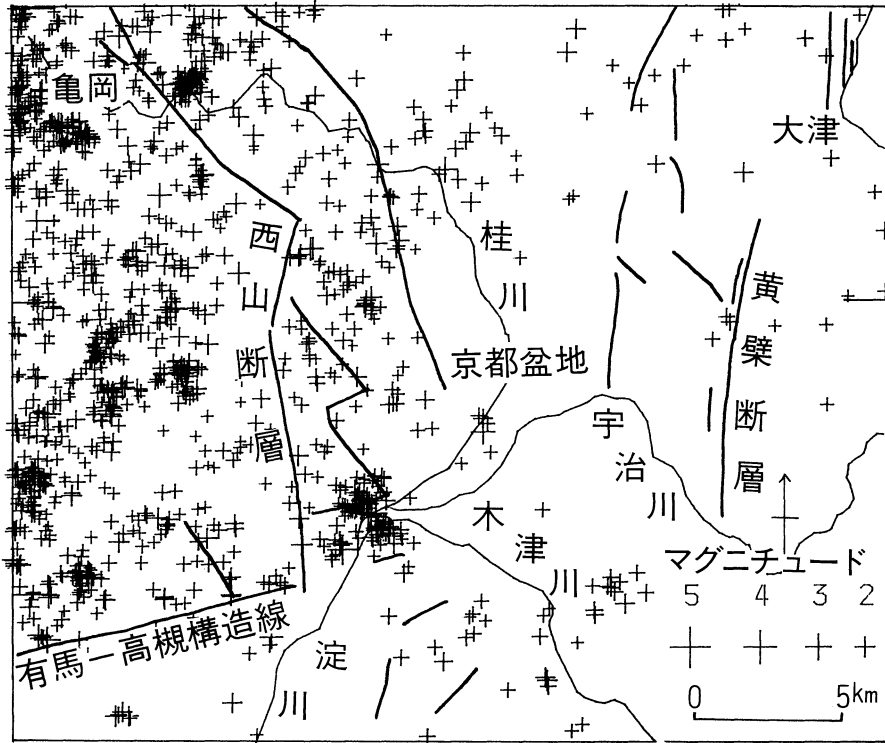 亀岡
大津
西山断層
桂川
黄檗断層
京都盆地
宇治川
木津川
マグニチュード
5 4 3 2
有馬ー高槻構造線
淀川
0 5km